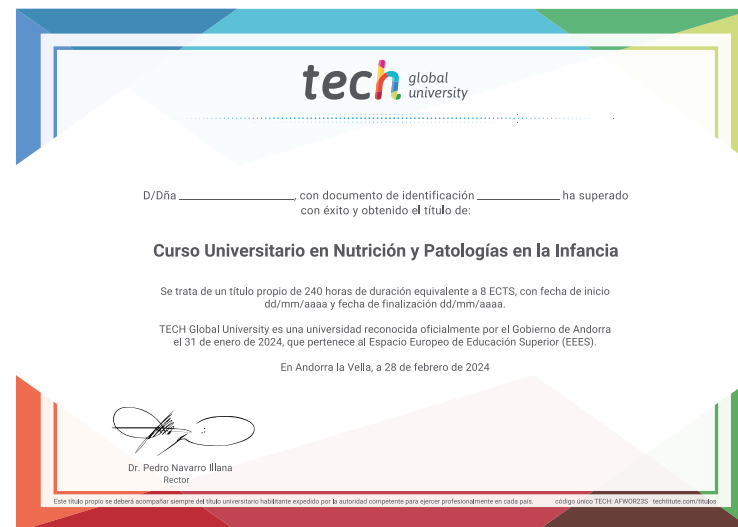 tech global university
D/Dña ________________, con documento de identificación ____________ ha superado
con éxito y obtenido el título de:
Curso Universitario en Nutrición y Patologías en la Infancia
Se trata de un título propio de 240 horas de duración equivalente a 8 ECTS, con fecha de inicio
dd/mm/aaaa y fecha de finalización dd/mm/aaaa.
TECH Global University es una universidad reconocida oficialmente por el Gobierno de Andorra
el 31 de enero de 2024, que pertenece al Espacio Europeo de Educación Superior (EEES).
En Andorra la Vella, a 28 de febrero de 2024
Dr. Pedro Navarro Illana
Rector
Este título propio se deberá acompañar siempre del título universitario habilitante expedido por la autoridad competente para ejercer profesionalmente en cada país. código único TECH: AFWOR23S techtitute.com/titulos